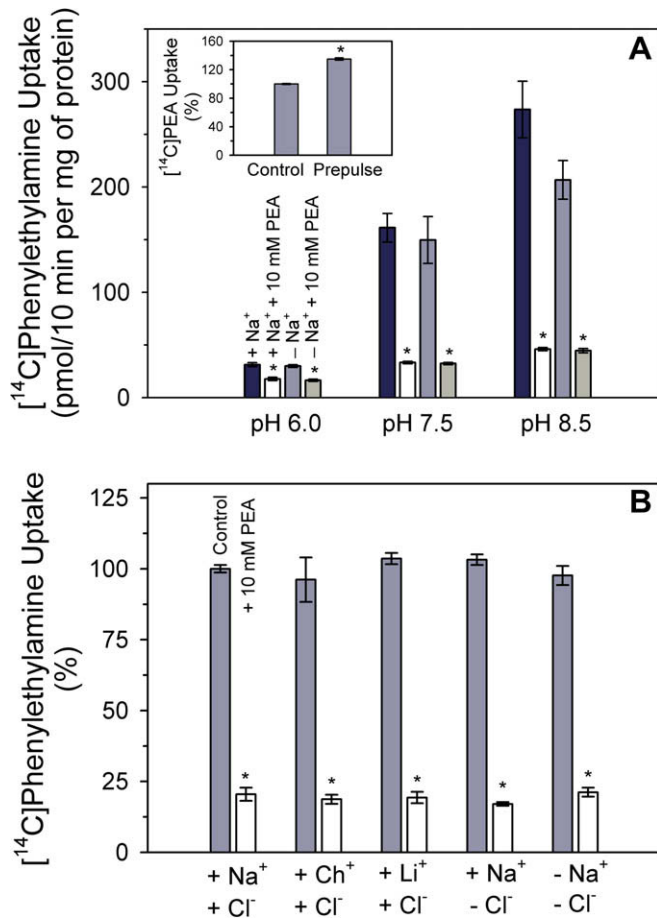 A
[¹⁴C]Phenylethylamine Uptake
(pmol/10 min per mg of protein)
300
200
100
0
[¹⁴C]PEA Uptake
(%)
160
120
80
40
0
*
Control Prepulse
+ Na⁺
* + Na⁺ + 10 mM PEA
– Na⁺
* – Na⁺ + 10 mM PEA
* *
* *
pH 6.0 pH 7.5 pH 8.5
B
[¹⁴C]Phenylethylamine Uptake
(%)
125
100
75
50
25
0
Control
+ 10 mM PEA
* * * * *
+ Na⁺ + Ch⁺ + Li⁺ + Na⁺ - Na⁺
+ Cl⁻ + Cl⁻ + Cl⁻ - Cl⁻ - Cl⁻